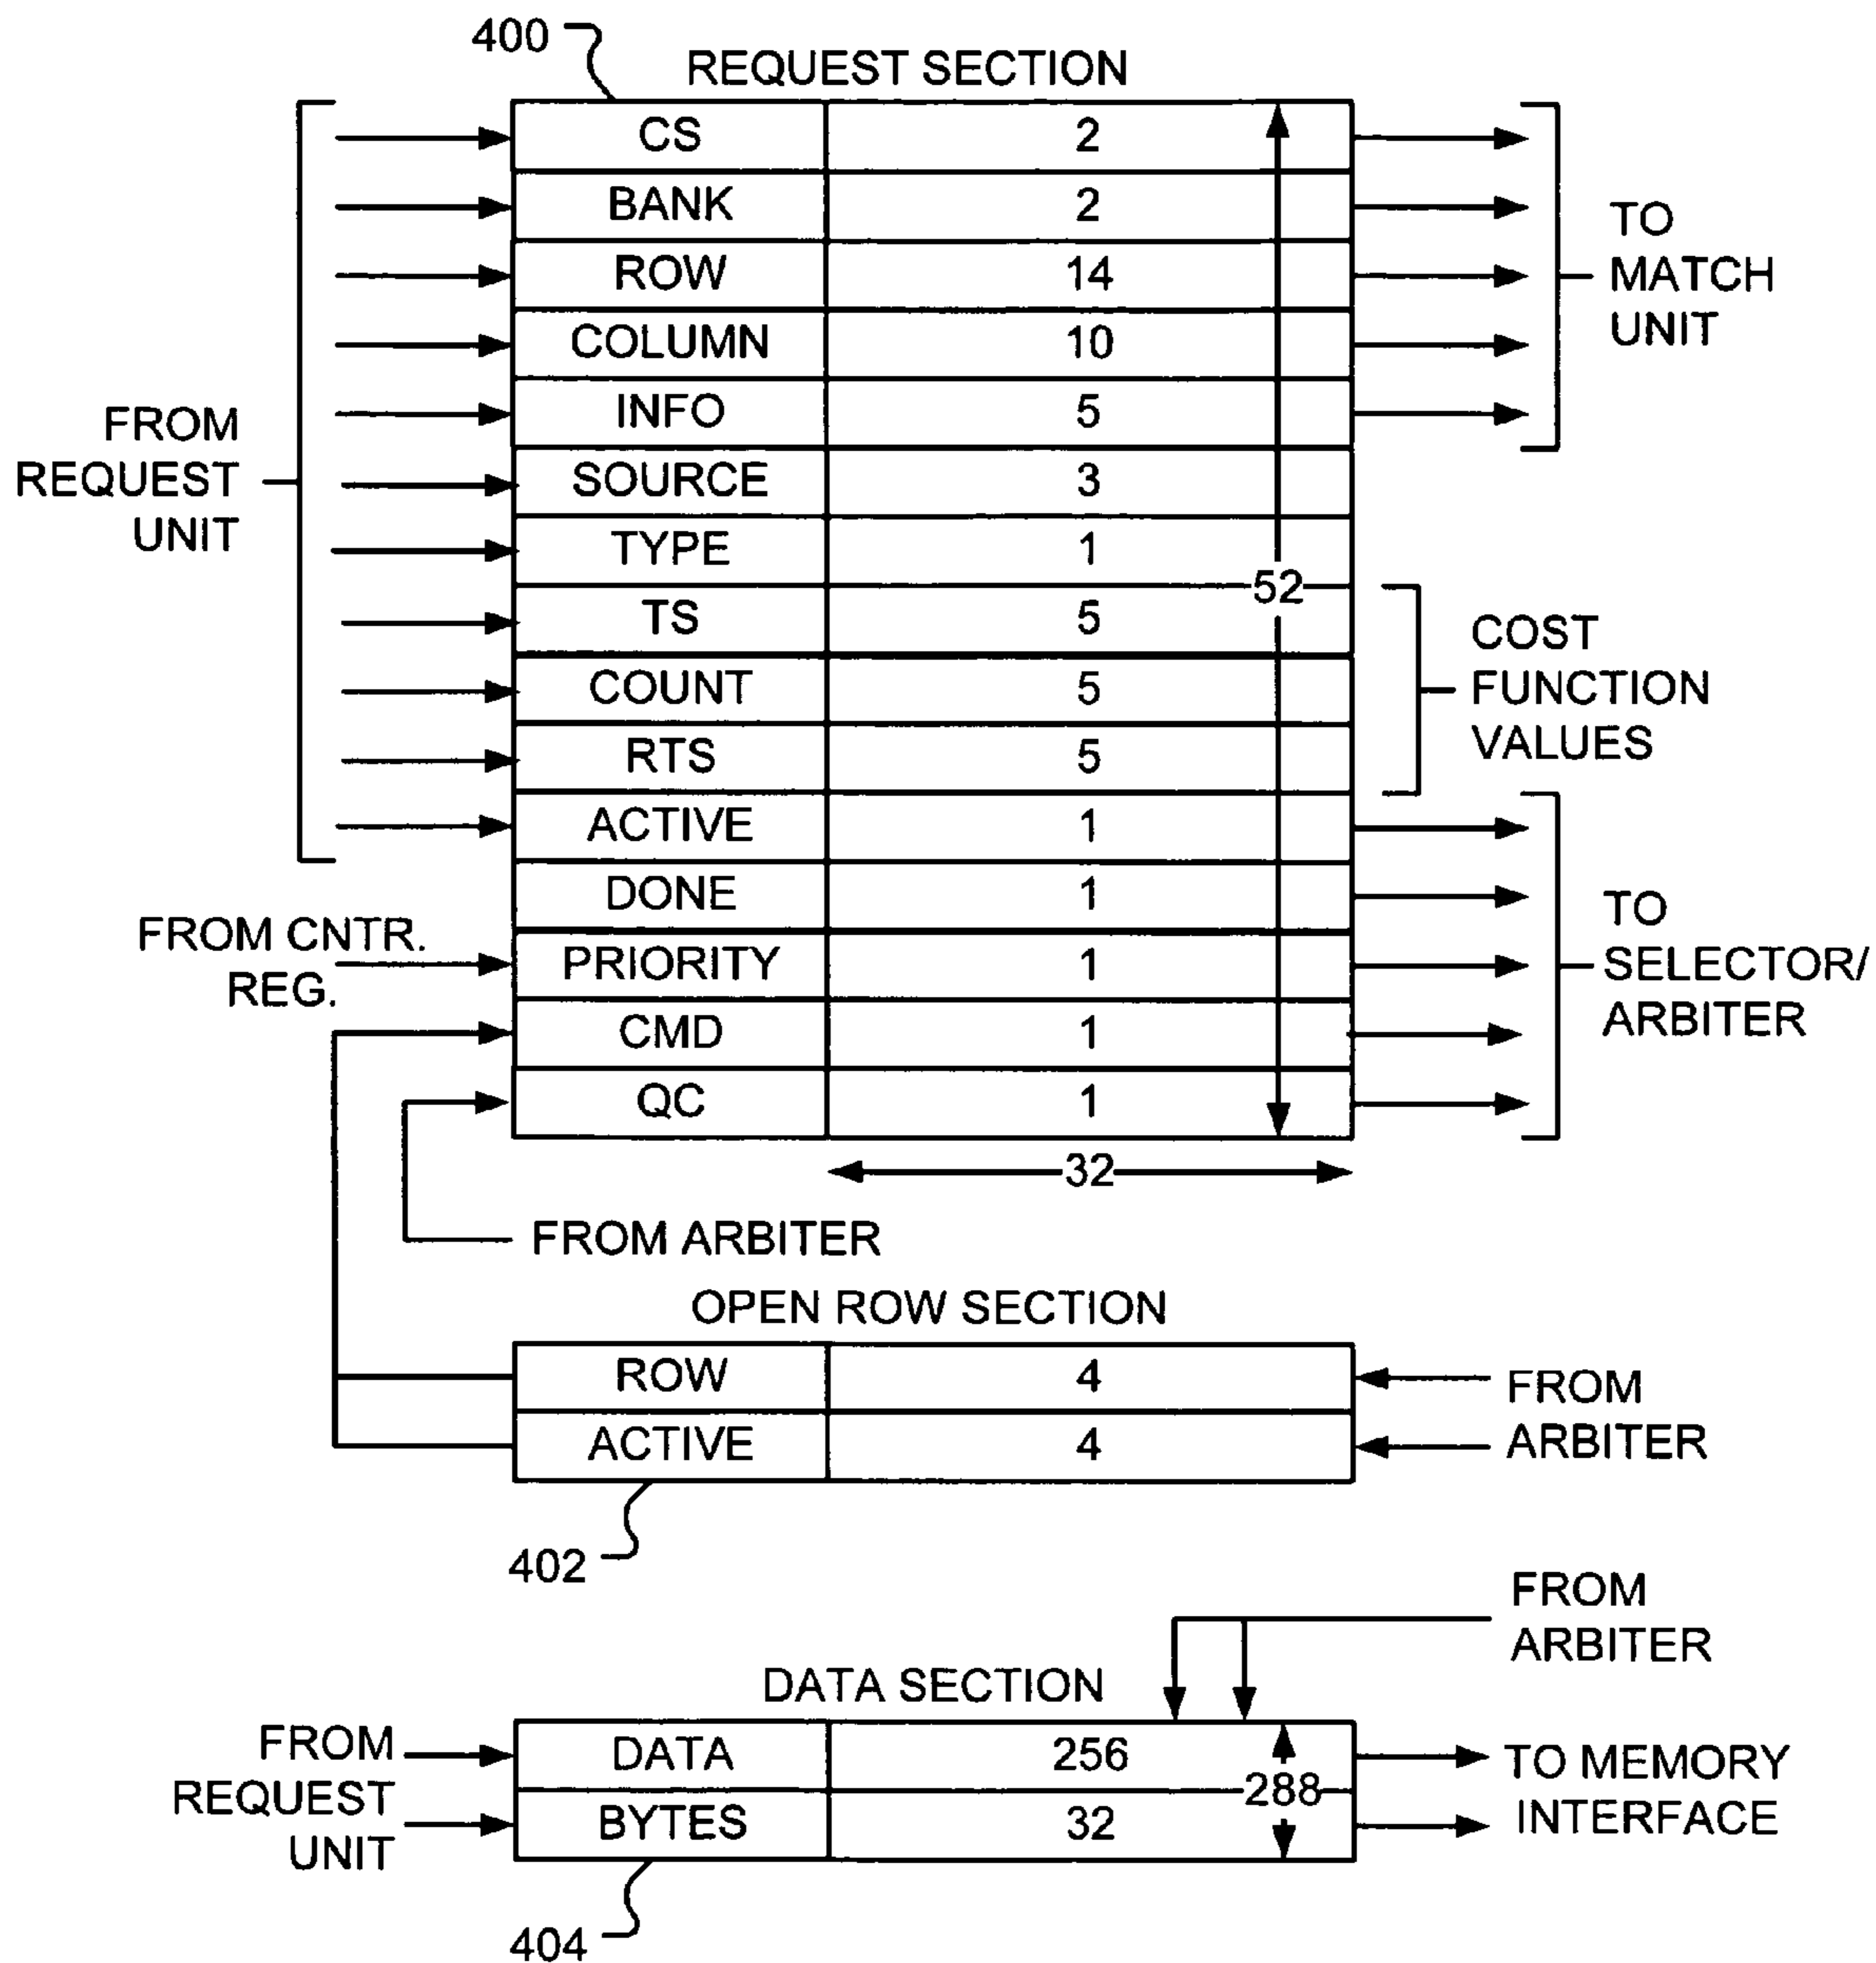 400
REQUEST SECTION
CS 2
BANK 2
ROW 14
COLUMN 10
INFO 5
SOURCE 3
TYPE 1
TS 5
COUNT 5
RTS 5
ACTIVE 1
DONE 1
PRIORITY 1
CMD 1
QC 1
52
32
FROM
REQUEST
UNIT
TO
MATCH
UNIT
COST
FUNCTION
VALUES
FROM CNTR.
REG.
TO
SELECTOR/
ARBITER
FROM ARBITER
OPEN ROW SECTION
ROW 4
ACTIVE 4
FROM
ARBITER
402
FROM
ARBITER
DATA SECTION
FROM
REQUEST
UNIT
DATA 256
BYTES 32
288
TO MEMORY
INTERFACE
404